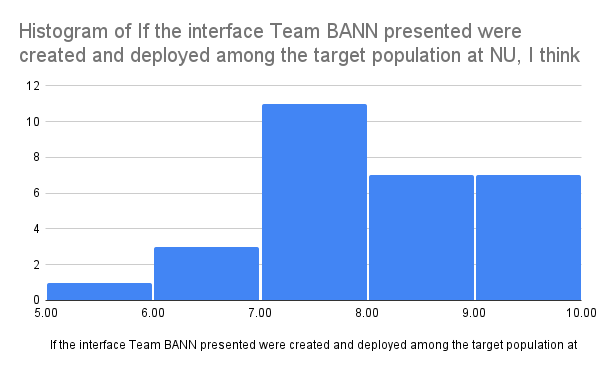 Histogram of If the interface Team BANN presented were
created and deployed among the target population at NU, I think
12
10
8
6
4
2
0
5.00 6.00 7.00 8.00 9.00 10.00
If the interface Team BANN presented were created and deployed among the target population at